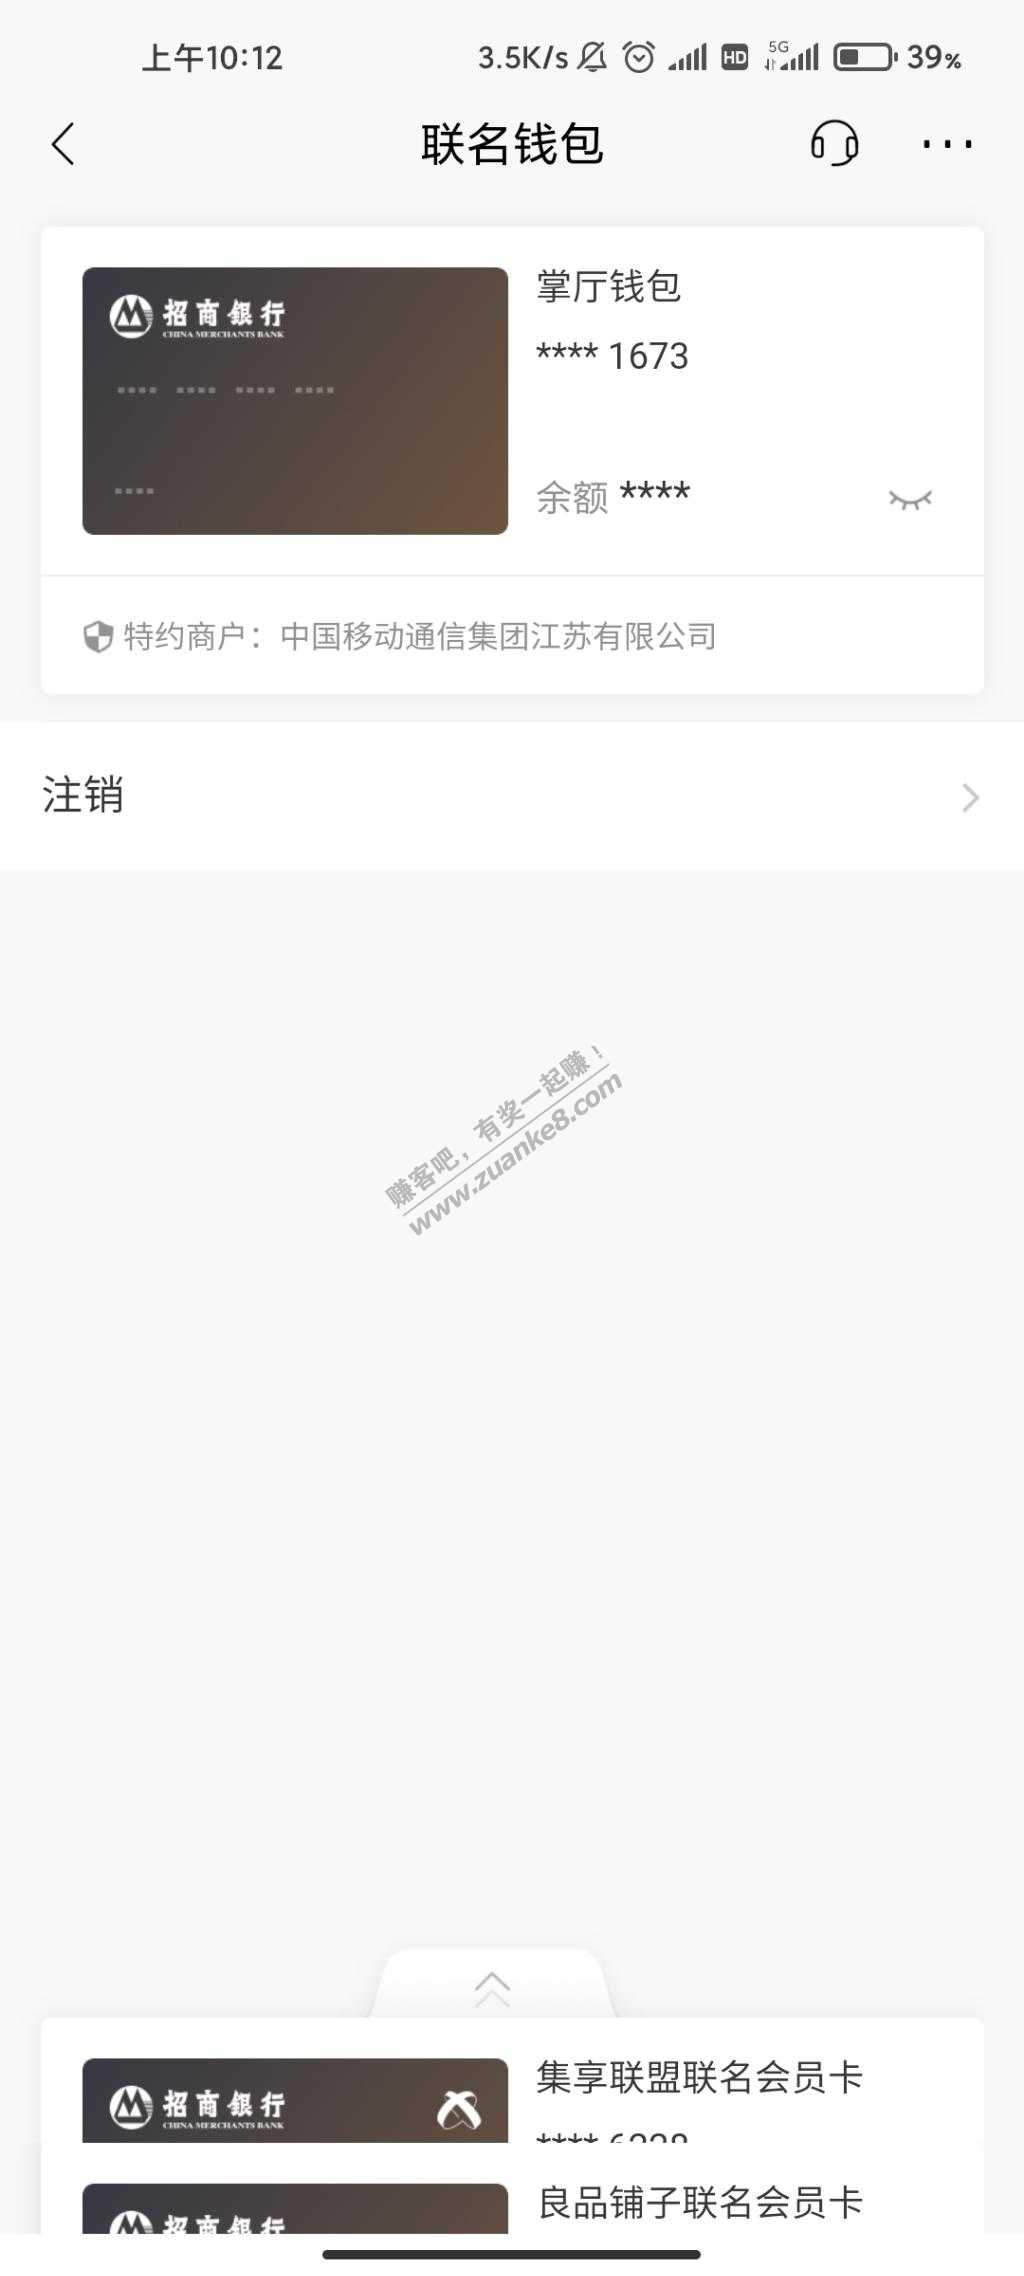 上午10:12 3.5K/s HD 5G 39%
联名钱包
招商银行
CHINA MERCHANTS BANK
掌厅钱包
**** 1673
余额 ****
特约商户：中国移动通信集团江苏有限公司
注销
赚客吧，有奖一起赚！
www.zuanke8.com
招商银行
CHINA MERCHANTS BANK
集享联盟联名会员卡
招商银行
良品铺子联名会员卡